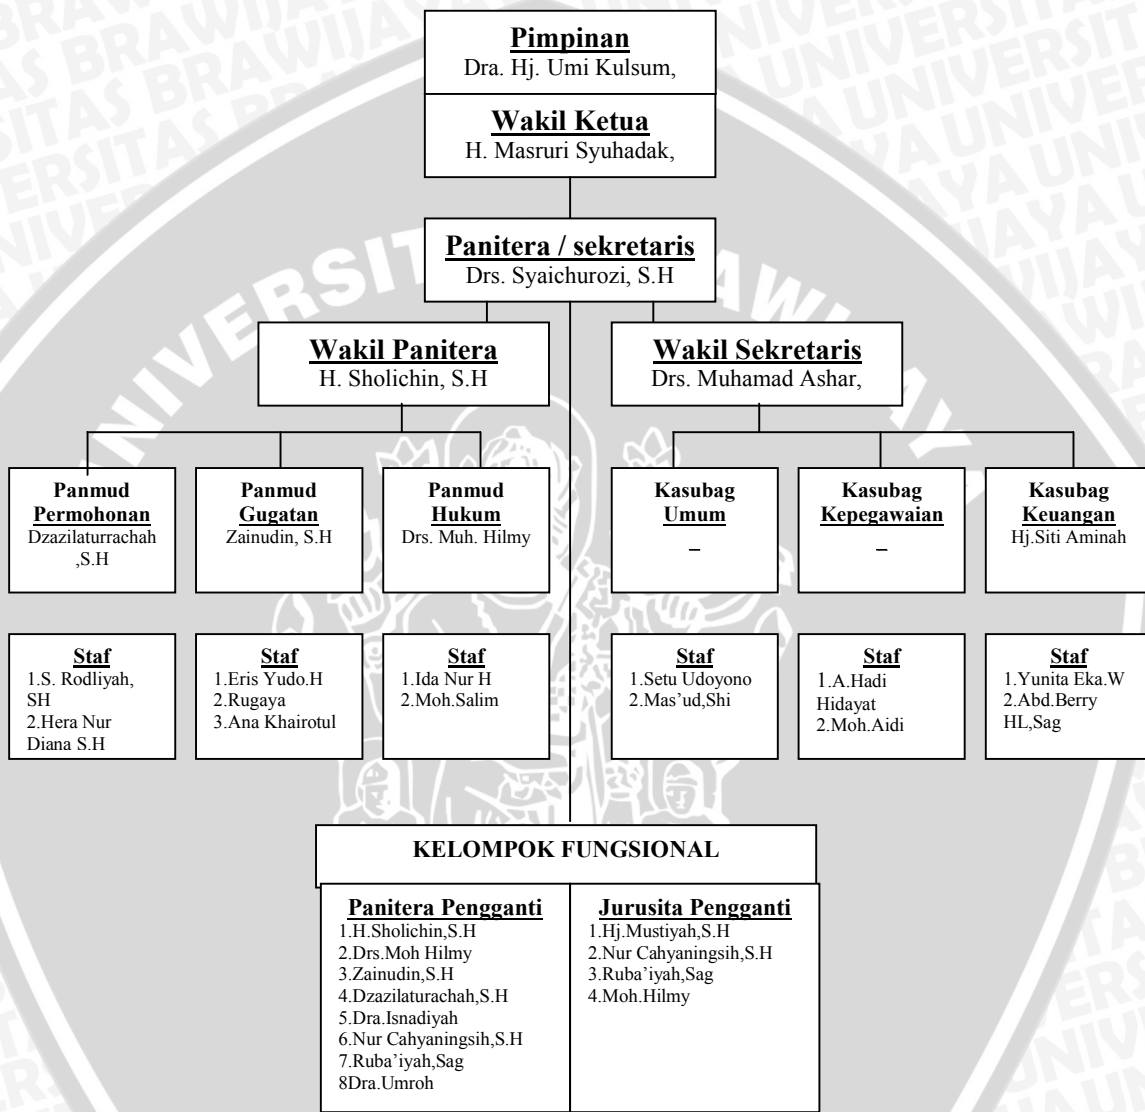 Pimpinan
Dra. Hj. Umi Kulsum,
Wakil Ketua
H. Masruri Syuhadak,
Panitera / sekretaris
Drs. Syaichurozi, S.H
Wakil Panitera
H. Sholichin, S.H
Wakil Sekretaris
Drs. Muhamad Ashar,
Panmud
Permohonan
Dzazilaturrachah
,S.H
Panmud
Gugatan
Zainudin, S.H
Panmud
Hukum
Drs. Muh. Hilmy
Kasubag
Umum
–
Kasubag
Kepegawaian
–
Kasubag
Keuangan
Hj.Siti Aminah
Staf
1.S. Rodliyah,
SH
2.Hera Nur
Diana S.H
Staf
1.Eris Yudo.H
2.Rugaya
3.Ana Khairotul
Staf
1.Ida Nur H
2.Moh.Salim
Staf
1.Setu Udoyono
2.Mas’ud,Shi
Staf
1.A.Hadi
Hidayat
2.Moh.Aidi
Staf
1.Yunita Eka.W
2.Abd.Berry
HL,Sag
KELOMPOK FUNGSIONAL
Panitera Pengganti
1.H.Sholichin,S.H
2.Drs.Moh Hilmy
3.Zainudin,S.H
4.Dzazilaturachah,S.H
5.Dra.Isnadiyah
6.Nur Cahyaningsih,S.H
7.Ruba’iyah,Sag
8Dra.Umroh
Jurusita Pengganti
1.Hj.Mustiyah,S.H
2.Nur Cahyaningsih,S.H
3.Ruba’iyah,Sag
4.Moh.Hilmy